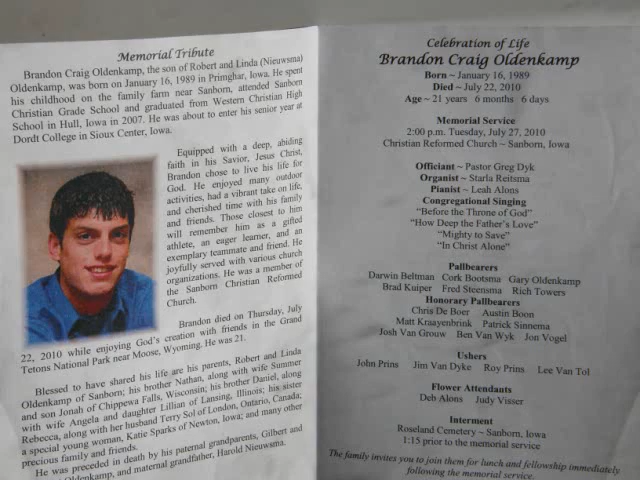 Memorial Tribute
Brandon Craig Oldenkamp, the son of Robert and Linda (Nieuwsma)
Oldenkamp, was born on January 16, 1989 in Primghar, Iowa. He spent
his childhood on the family farm near Sanborn, attended Sanborn
Christian Grade School and graduated from Western Christian High
School in Hull, Iowa in 2007. He was about to enter his senior year at
Dordt College in Sioux Center, Iowa.
Equipped with a deep, abiding
faith in his Savior, Jesus Christ,
Brandon chose to live his life for
God. He enjoyed many outdoor
activities, had a vibrant take on life,
and cherished time with his family
and friends. Those closest to him
will remember him as a gifted
athlete, an eager learner, and an
exemplary teammate and friend. He
joyfully served with various church
organizations. He was a member of
the Sanborn Christian Reformed
Church.
Brandon died on Thursday, July
22, 2010 while enjoying God's creation with friends in the Grand
Tetons National Park near Moose, Wyoming. He was 21.
Blessed to have shared his life are his parents, Robert and Linda
Oldenkamp of Sanborn; his brother Nathan, along with wife Summer
and son Jonah of Chippewa Falls, Wisconsin; his brother Daniel, along
with wife Angela and daughter Lillian of Lansing, Illinois; his sister
Rebecca, along with her husband Terry Sol of London, Ontario, Canada;
a special young woman, Katie Sparks of Newton, Iowa; and many other
precious family and friends.
He was preceded in death by his paternal grandparents, Gilbert and
Oldenkamp, and maternal grandfather, Harold Nieuwsma.
Celebration of Life
Brandon Craig Oldenkamp
Born ~ January 16, 1989
Died ~ July 22, 2010
Age ~ 21 years 6 months 6 days
Memorial Service
2:00 p.m. Tuesday, July 27, 2010
Christian Reformed Church ~ Sanborn, Iowa
Officiant ~ Pastor Greg Dyk
Organist ~ Starla Reitsma
Pianist ~ Leah Alons
Congregational Singing
"Before the Throne of God"
"How Deep the Father's Love"
"Mighty to Save"
"In Christ Alone"
Pallbearers
Darwin Beltman Cork Bootsma Gary Oldenkamp
Brad Kuiper Fred Steensma Rich Towers
Honorary Pallbearers
Chris De Boer Austin Boon
Matt Kraayenbrink Patrick Sinnema
Josh Van Grouw Ben Van Wyk Jon Vogel
Ushers
John Prins Jim Van Dyke Roy Prins Lee Van Tol
Flower Attendants
Deb Alons Judy Visser
Interment
Roseland Cemetery ~ Sanborn, Iowa
1:15 prior to the memorial service
The family invites you to join them for lunch and fellowship immediately
following the memorial service.